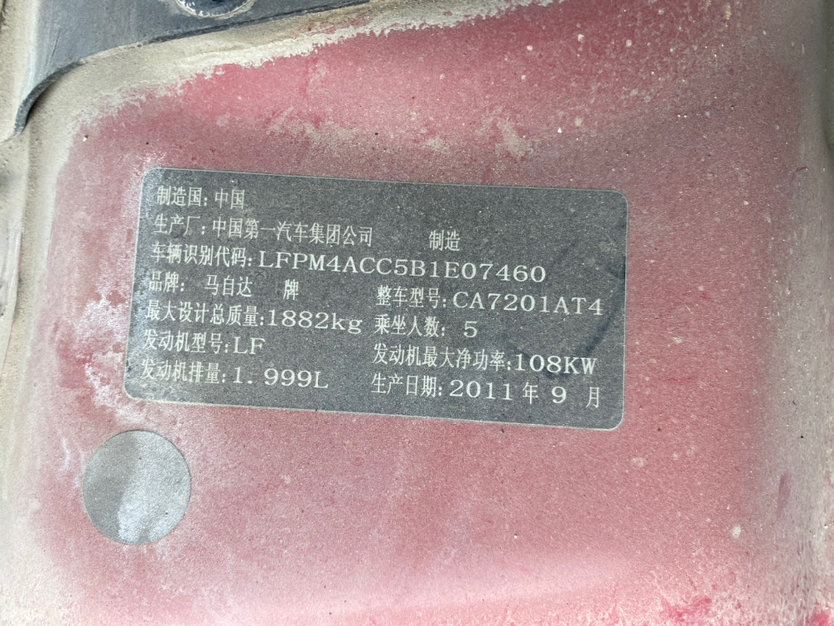 制造国:中国
生产厂:中国第一汽车集团公司 制造
车辆识别代码:LFPM4ACC5B1E07460
品牌: 马自达 牌 整车型号:CA7201AT4
最大设计总质量:1882kg 乘坐人数: 5
发动机型号:LF 发动机最大净功率:108KW
发动机排量:1.999L 生产日期:2011年 9 月